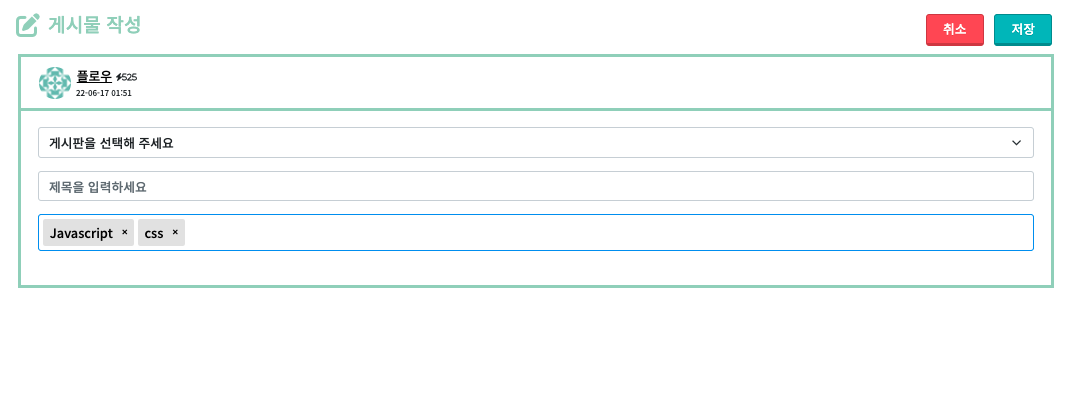 게시물 작성
취소
저장
플로우 525
22-06-17 01:51
게시판을 선택해 주세요
제목을 입력하세요
Javascript × css ×